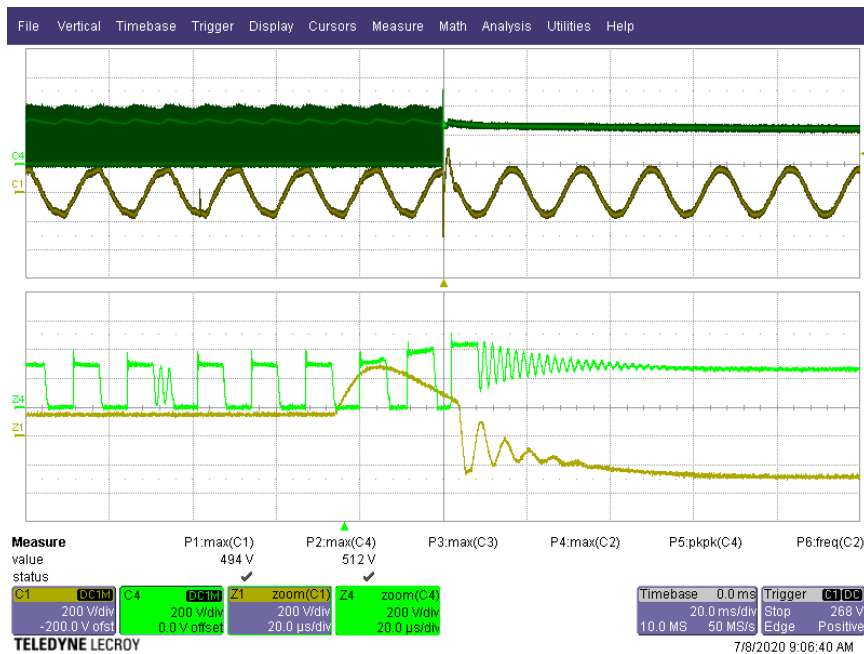 File Vertical Timebase Trigger Display Cursors Measure Math Analysis Utilities Help
C4
C1
Z4
Z1
Measure P1:max(C1) P2:max(C4) P3:max(C3) P4:max(C2) P5:pkpk(C4) P6:freq(C2)
value 494 V 512 V
status
C1 DC1M C4 DC1M Z1 zoom(C1) Z4 zoom(C4) Timebase 0.0 ms Trigger C1 DC
200 V/div 200 V/div 200 V/div 200 V/div 20.0 ms/div Stop 268 V
-200.0 V ofst 0.0 V offset 20.0 µs/div 20.0 µs/div 10.0 MS 50 MS/s Edge Positive
TELEDYNE LECROY 7/8/2020 9:06:40 AM